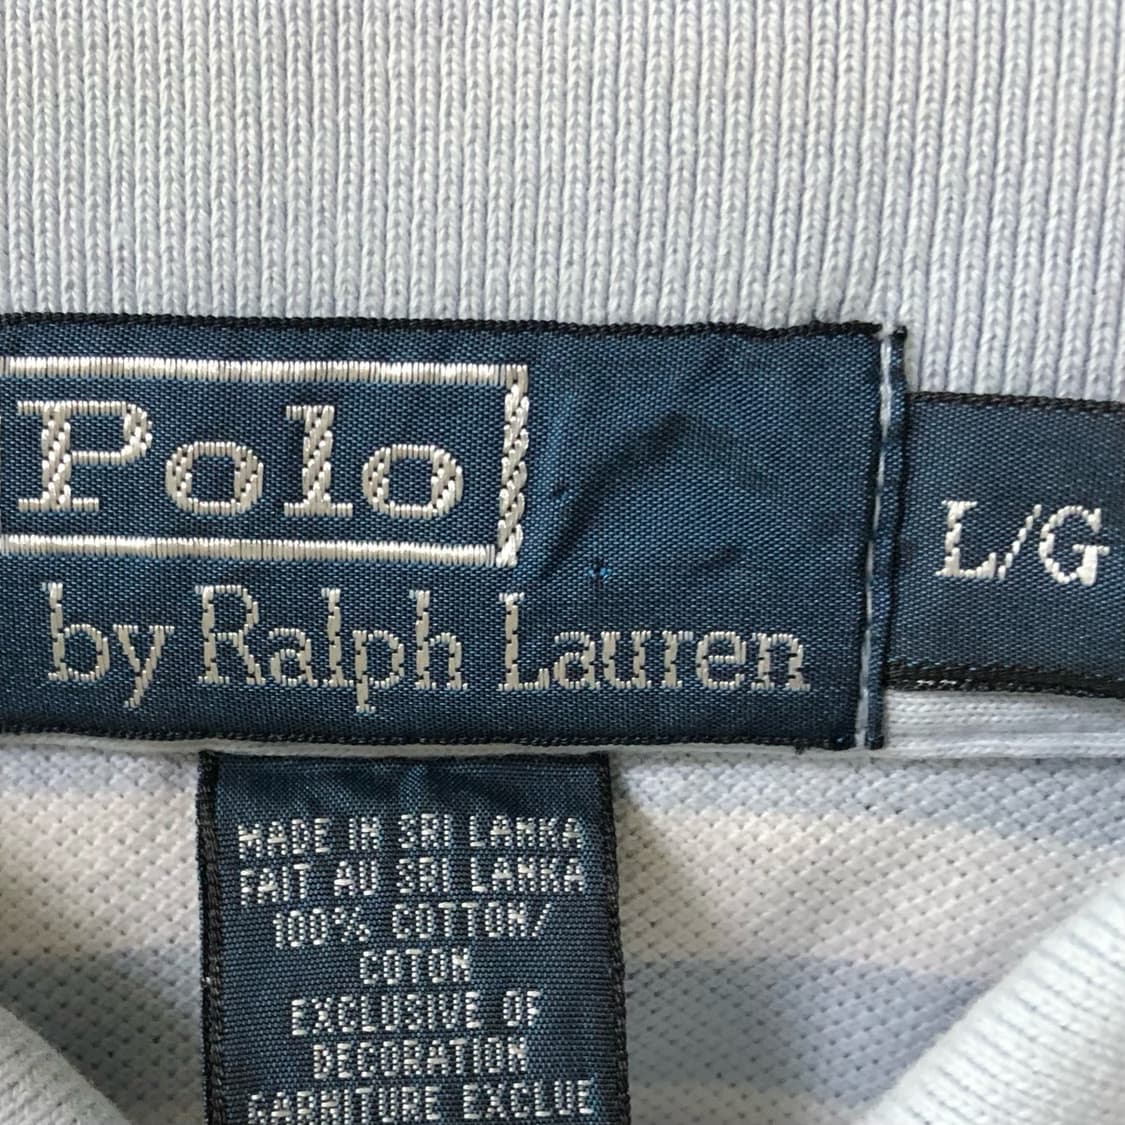 Polo
by Ralph Lauren
L/G
MADE IN SRI LANKA
FAIT AU SRI LANKA
100% COTTON/
COTON
EXCLUSIVE OF
DECORATION
GARNITURE EXCLUE